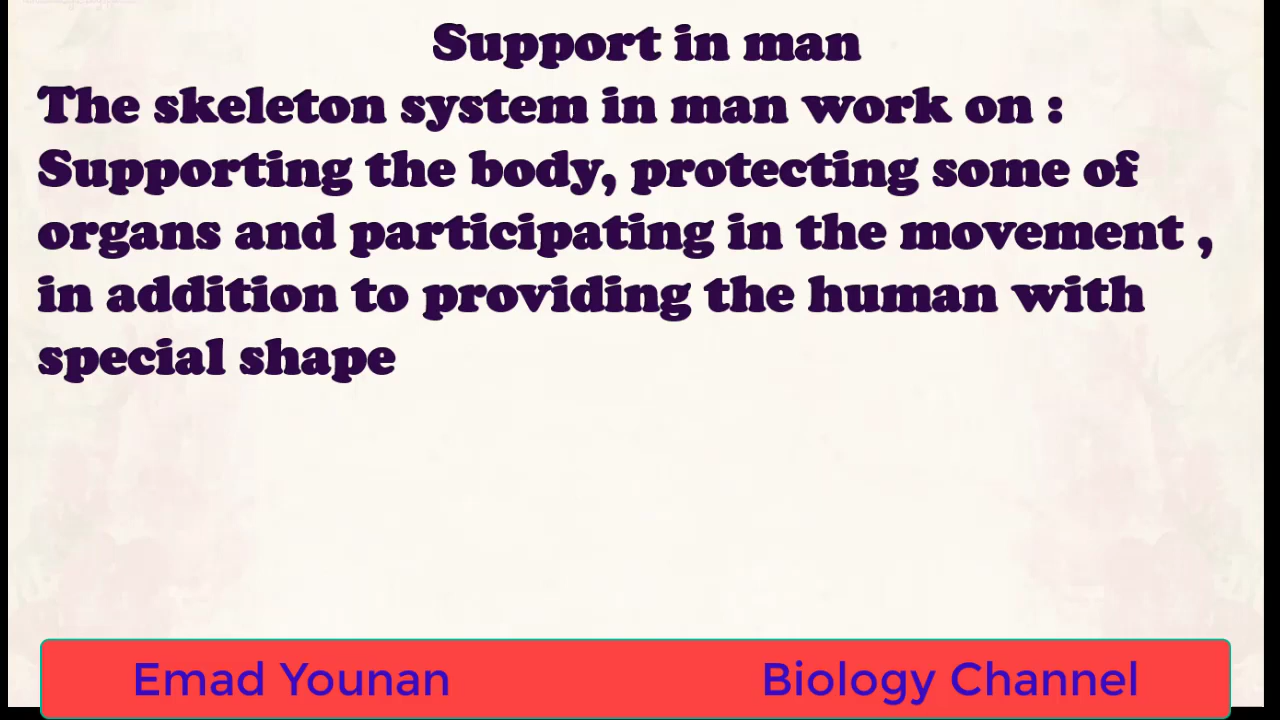 Support in man
The skeleton system in man work on :
Supporting the body, protecting some of
organs and participating in the movement ,
in addition to providing the human with
special shape
Emad Younan
Biology Channel